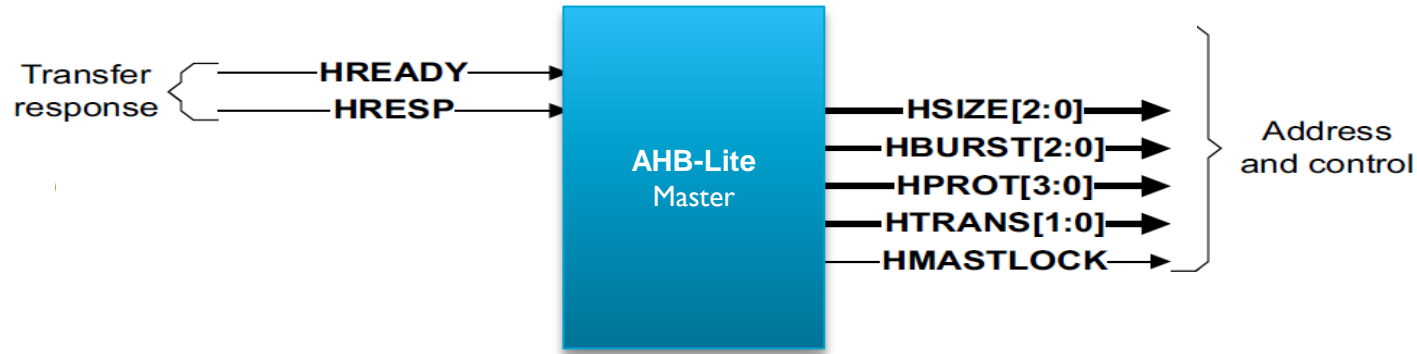 Transfer
response
HREADY
HRESP
AHB-Lite
Master
HSIZE[2:0]
HBURST[2:0]
HPROT[3:0]
HTRANS[1:0]
HMASTLOCK
Address
and control